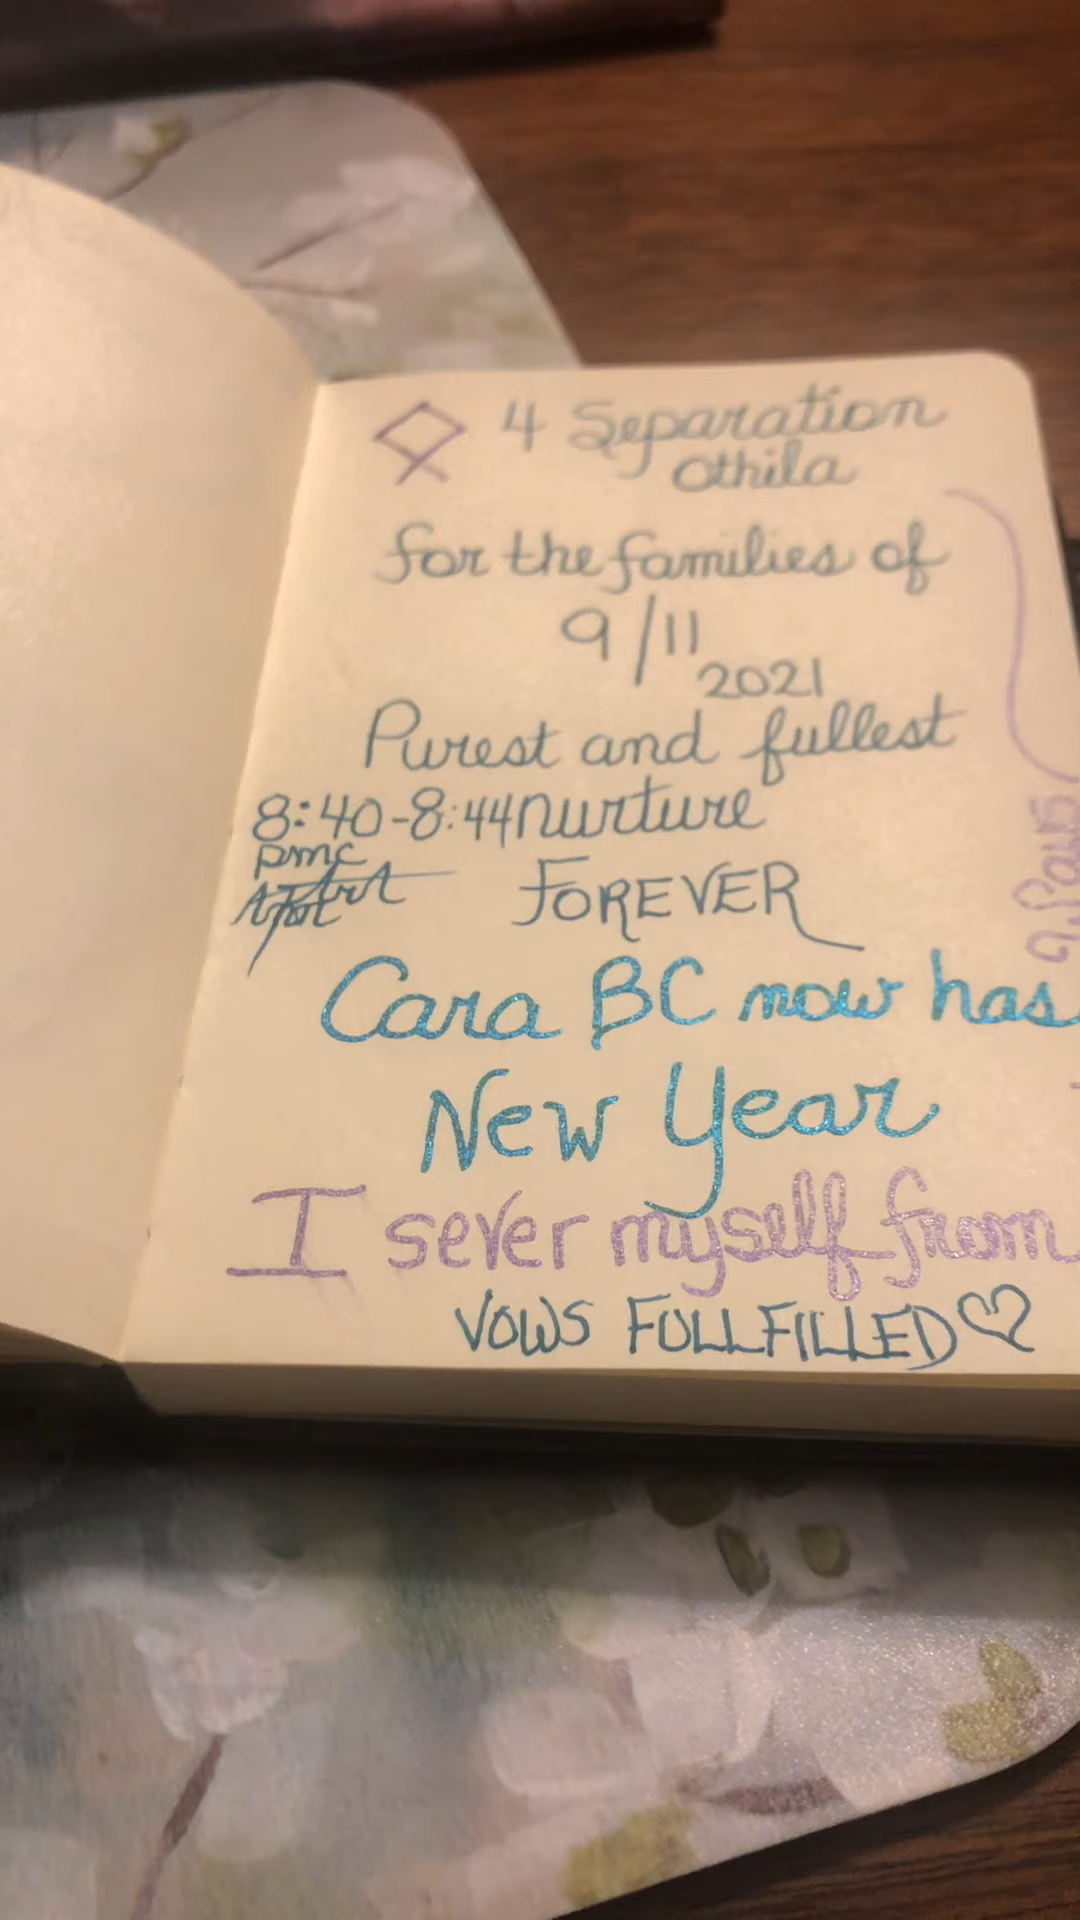 4 Separation
Othila
for the families of
9/11
2021
Purest and fullest
8:40-8:44 nurture
pmc
FOREVER
Cara BC now has
New Year
I sever myself from
VOWS FULLFILLED